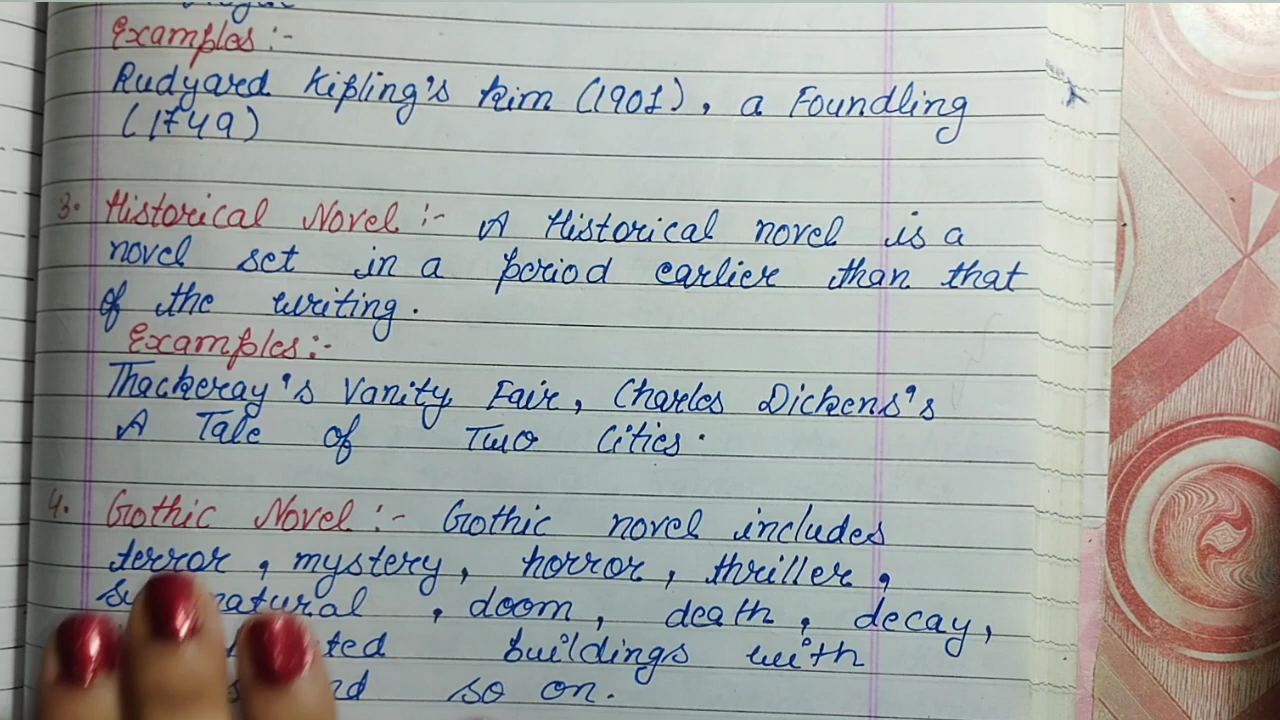 Examples :-
Rudyard Kipling's Kim (1901), a Foundling
(1749)
3. Historical Novel :- A Historical novel is a
novel set in a period earlier than that
of the writing.
Examples:-
Thackeray's Vanity Fair, Charles Dickens's
A Tale of Two Cities.
4. Gothic Novel :- Gothic novel includes
terror, mystery, horror, thriller,
, doom, death, decay,
buildings with
so on.